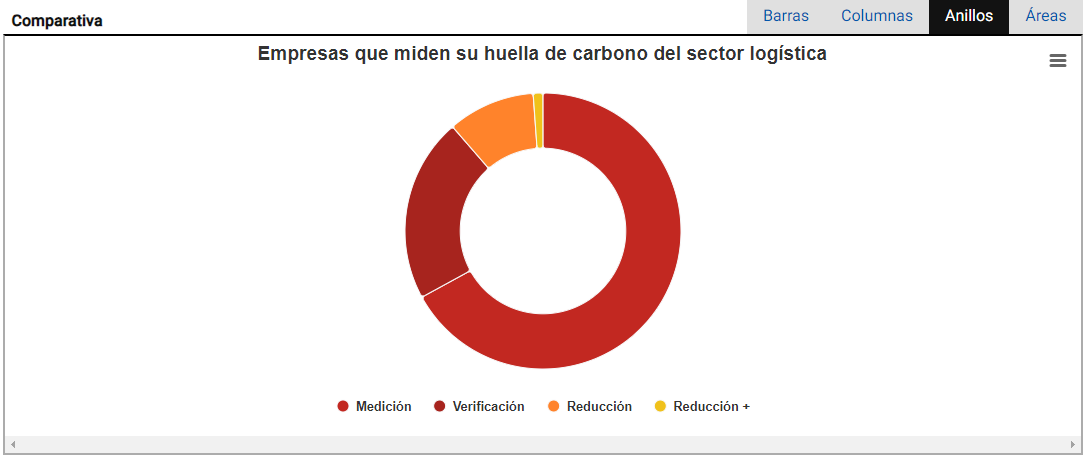 Comparativa
Barras
Columnas
Anillos
Áreas
Empresas que miden su huella de carbono del sector logística
Medición
Verificación
Reducción
Reducción +